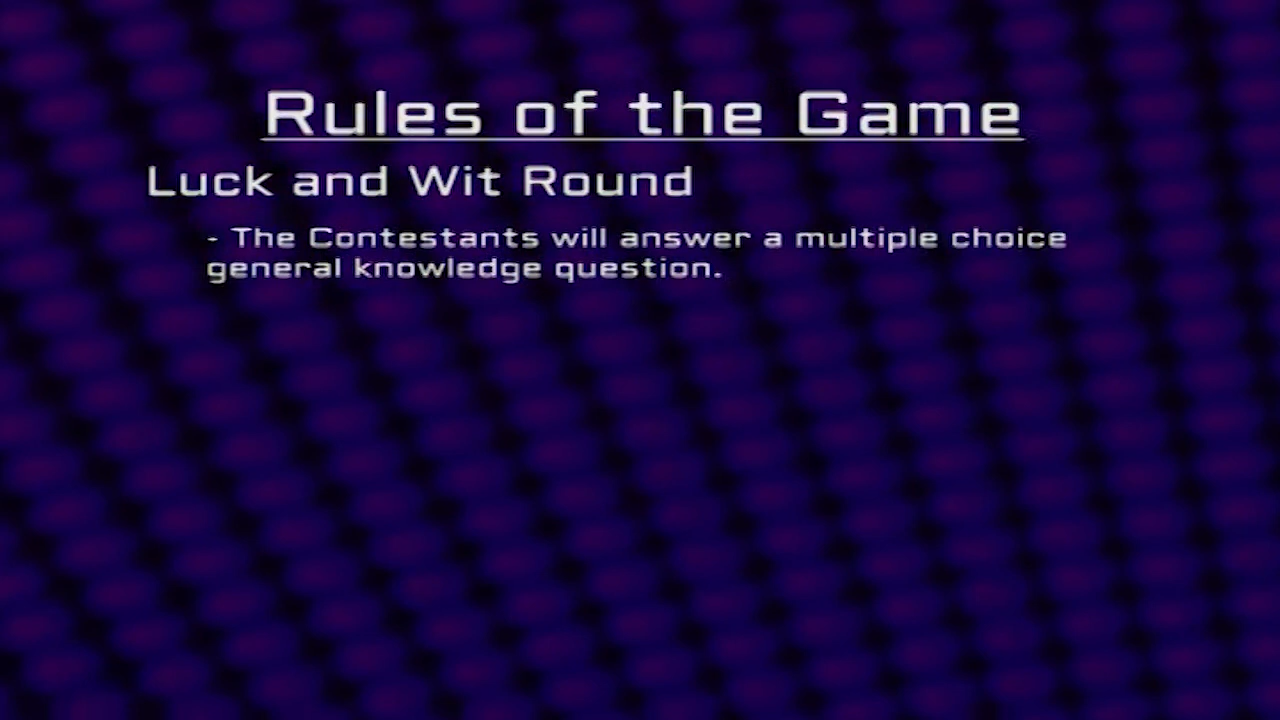 Rules of the Game
Luck and Wit Round
- The Contestants will answer a multiple choice
general knowledge question.